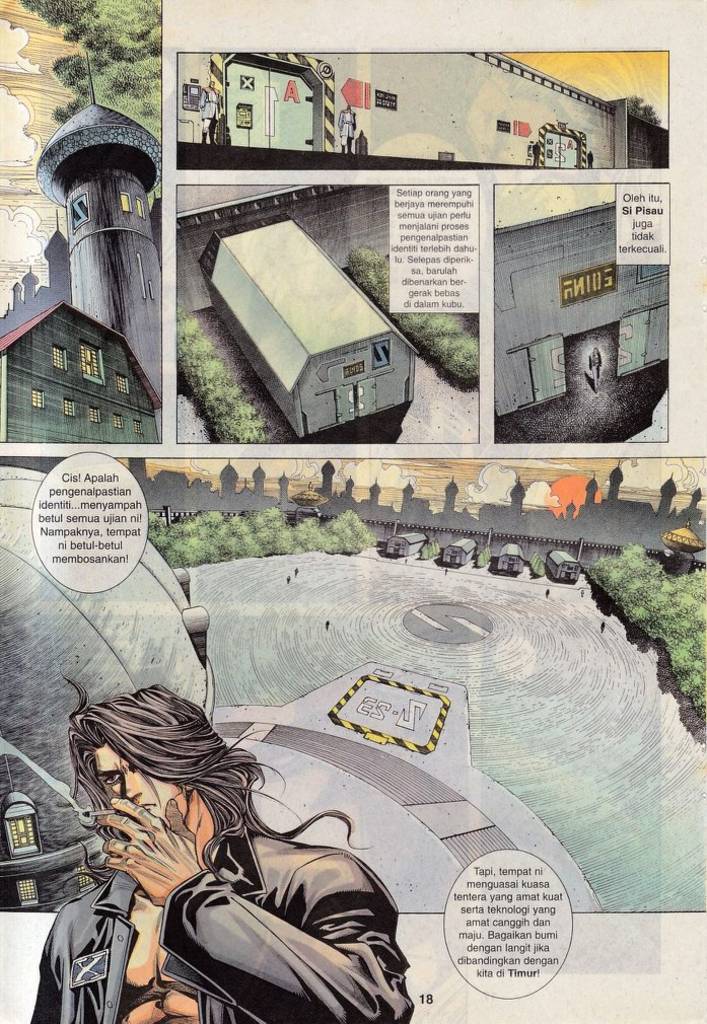 A
Setiap orang yang
berjaya merempuhi
semua ujian perlu
menjalani proses
pengenalpastian
identiti terlebih dahu-
lu. Selepas diperik-
sa, barulah
dibenarkan ber-
gerak bebas
di dalam kubu.
Oleh itu,
Si Pisau
juga
tidak
terkecuali.
Cis! Apalah
pengenalpastian
identiti...menyampah
betul semua ujian ni!
Nampaknya, tempat
ni betul-betul
membosankan!
Tapi, tempat ni
menguasai kuasa
tentera yang amat kuat
serta teknologi yang
amat canggih dan
maju. Bagaikan bumi
dengan langit jika
dibandingkan dengan
kita di Timur!
18